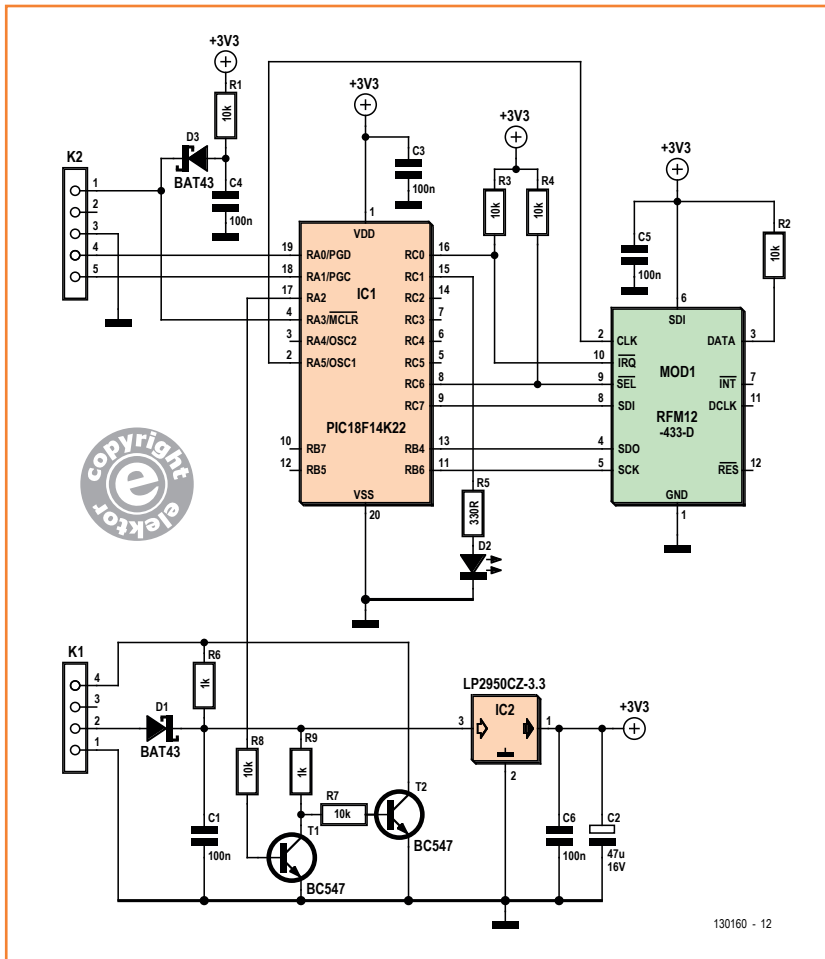 +3V3
R1
10k
D3
BAT43
C4
100n
K2
1
2
3
4
5
+3V3
C3
100n
+3V3
R3
10k
R4
10k
+3V3
C5
100n
R2
10k
1
VDD
19 RA0/PGD
18 RA1/PGC
17 RA2
4 RA3/MCLR
3 RA4/OSC2
2 RA5/OSC1
10 RB7
12 RB5
IC1
PIC18F14K22
RC0 16
RC1 15
RC2 14
RC3 7
RC4 6
RC5 5
RC6 8
RC7 9
RB4 13
RB6 11
VSS
20
R5
330R
D2
6
SDI
2 CLK
10 IRQ
9 SEL
8 SDI
4 SDO
5 SCK
MOD1
RFM12
-433-D
DATA 3
INT 7
DCLK 11
RES 12
GND
1
copyright
e
elektor
K1
4
3
2
1
D1
BAT43
R6
1k
C1
100n
R8
10k
R9
1k
R7
10k
T1
BC547
T2
BC547
LP2950CZ-3.3
IC2
3
1
2
+3V3
C6
100n
C2
47u
16V
130160 - 12